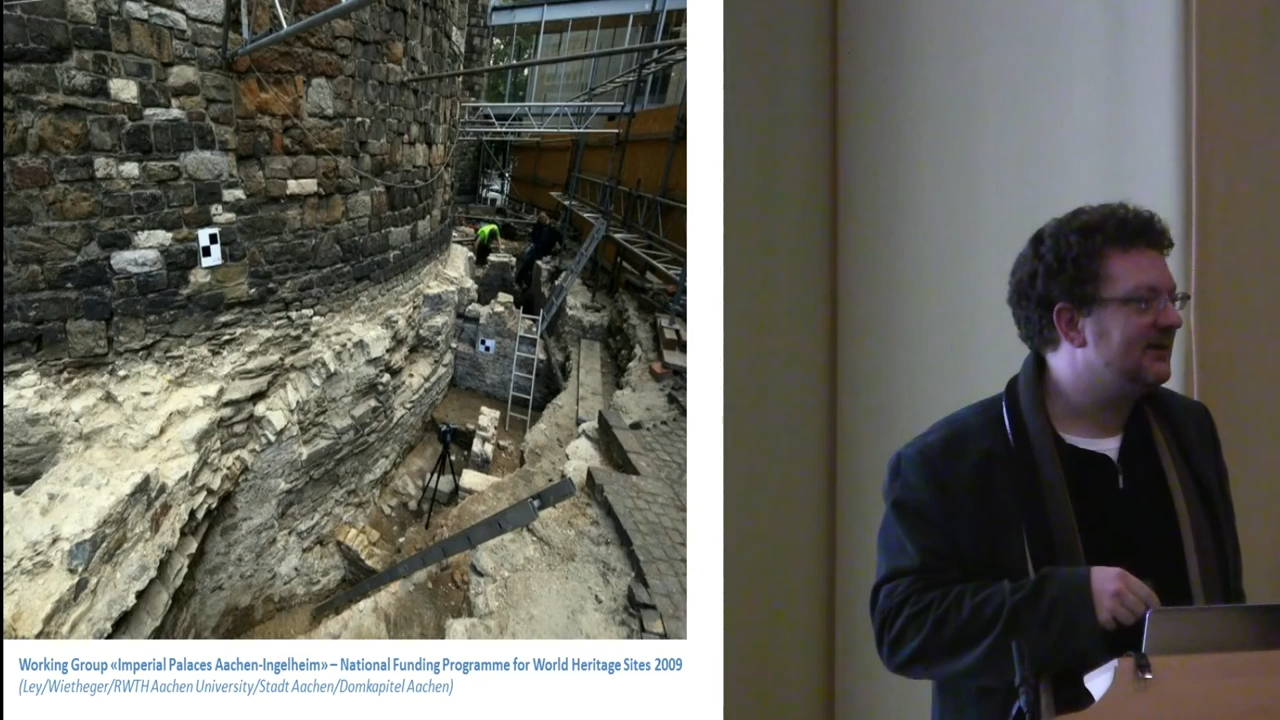 Working Group «Imperial Palaces Aachen-Ingelheim» – National Funding Programme for World Heritage Sites 2009
(Ley/Wietheger/RWTH Aachen University/Stadt Aachen/Domkapitel Aachen)